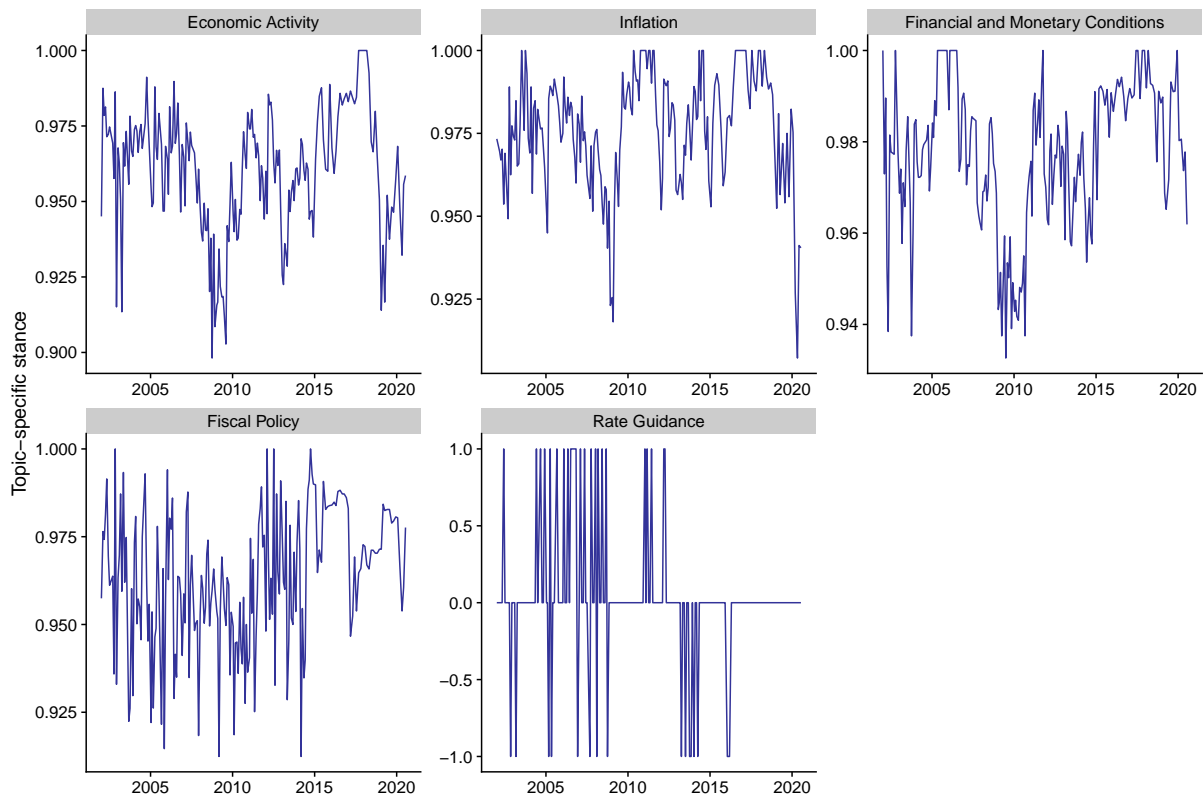 Economic Activity
Inflation
Financial and Monetary Conditions
1.000
0.975
0.950
0.925
0.900
1.000
0.975
0.950
0.925
1.00
0.98
0.96
0.94
2005 2010 2015 2020
2005 2010 2015 2020
2005 2010 2015 2020
Topic−specific stance
Fiscal Policy
Rate Guidance
1.000
0.975
0.950
0.925
1.0
0.5
0.0
−0.5
−1.0
2005 2010 2015 2020
2005 2010 2015 2020